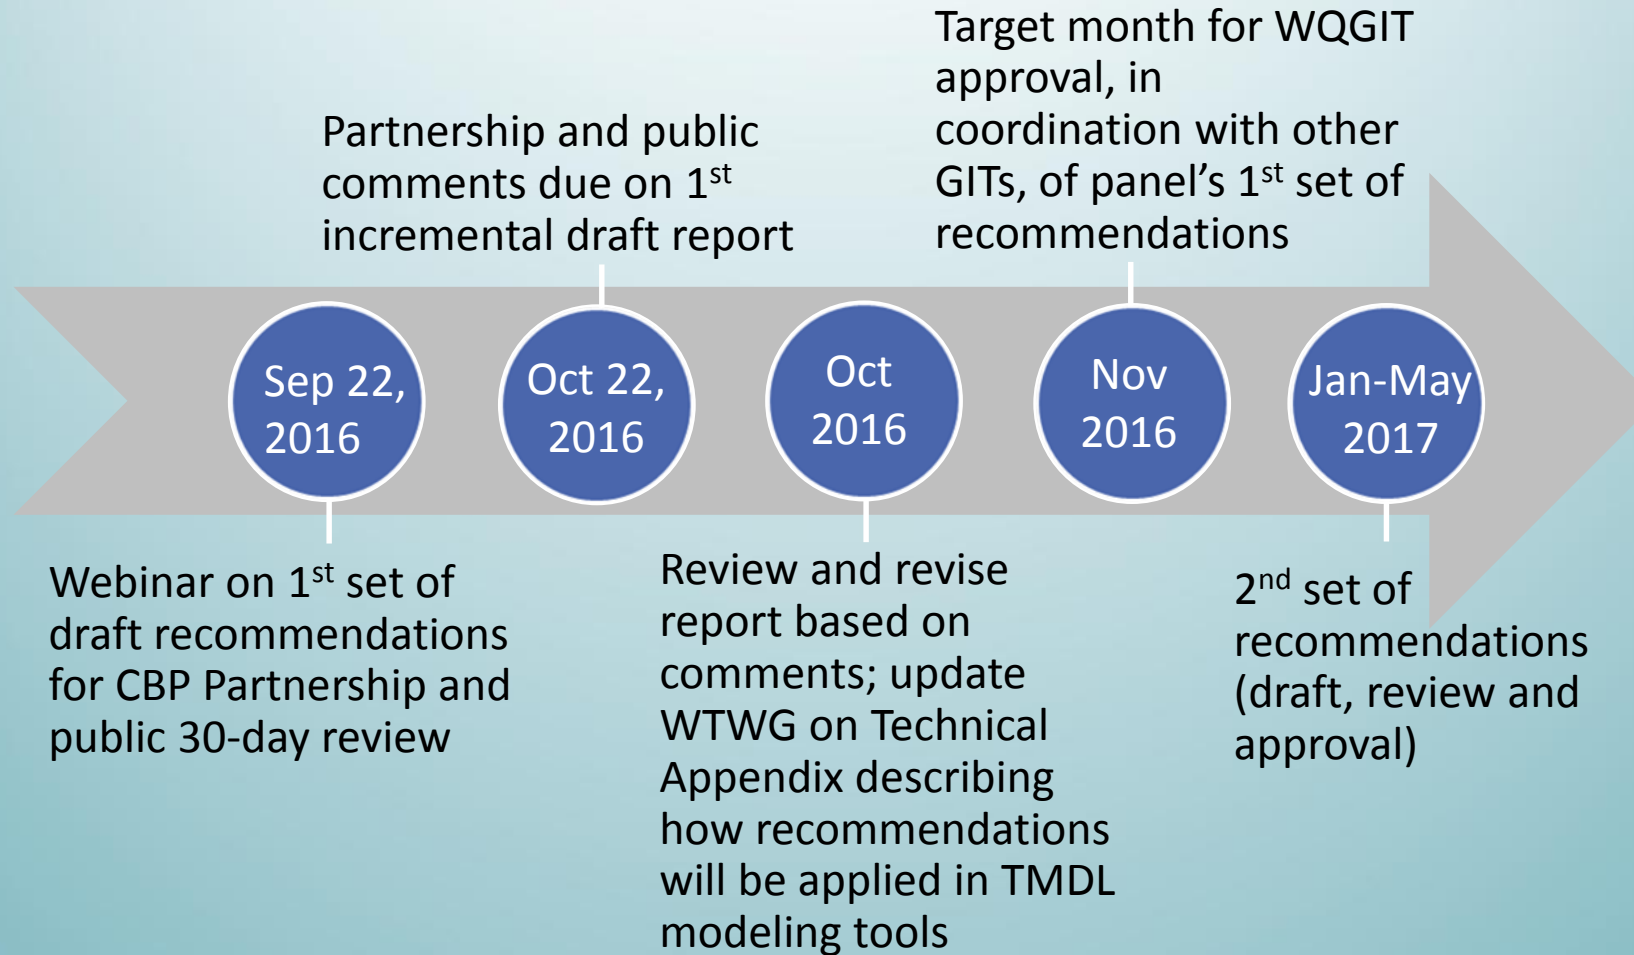 Target month for WQGIT
approval, in
coordination with other
GITs, of panel’s 1st set of
recommendations
Partnership and public
comments due on 1st
incremental draft report
Sep 22,
2016
Oct 22,
2016
Oct
2016
Nov
2016
Jan-May
2017
Webinar on 1st set of
draft recommendations
for CBP Partnership and
public 30-day review
Review and revise
report based on
comments; update
WTWG on Technical
Appendix describing
how recommendations
will be applied in TMDL
modeling tools
2nd set of
recommendations
(draft, review and
approval)